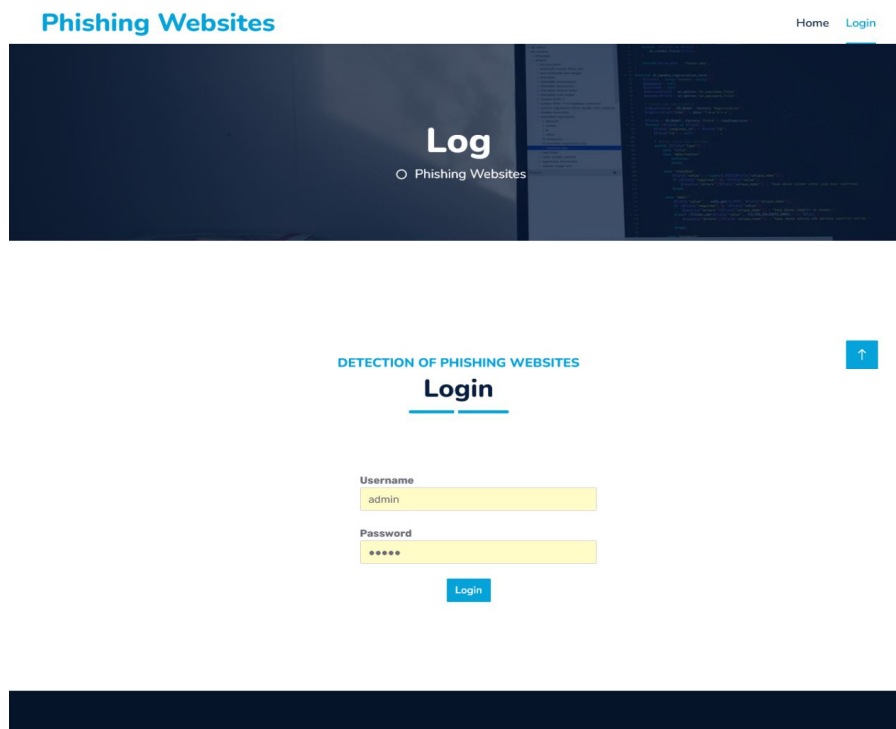 Phishing Websites
Home Login
Log
Phishing Websites
DETECTION OF PHISHING WEBSITES
Login
Username
admin
Password
•••••
Login